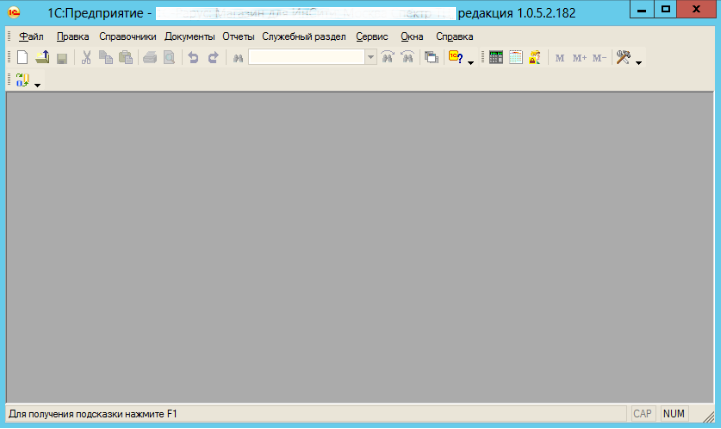 1С:Предприятие - редакция 1.0.5.2.182
Файл Правка Справочники Документы Отчеты Служебный раздел Сервис Окна Справка
M M+ M-
Для получения подсказки нажмите F1 CAP NUM